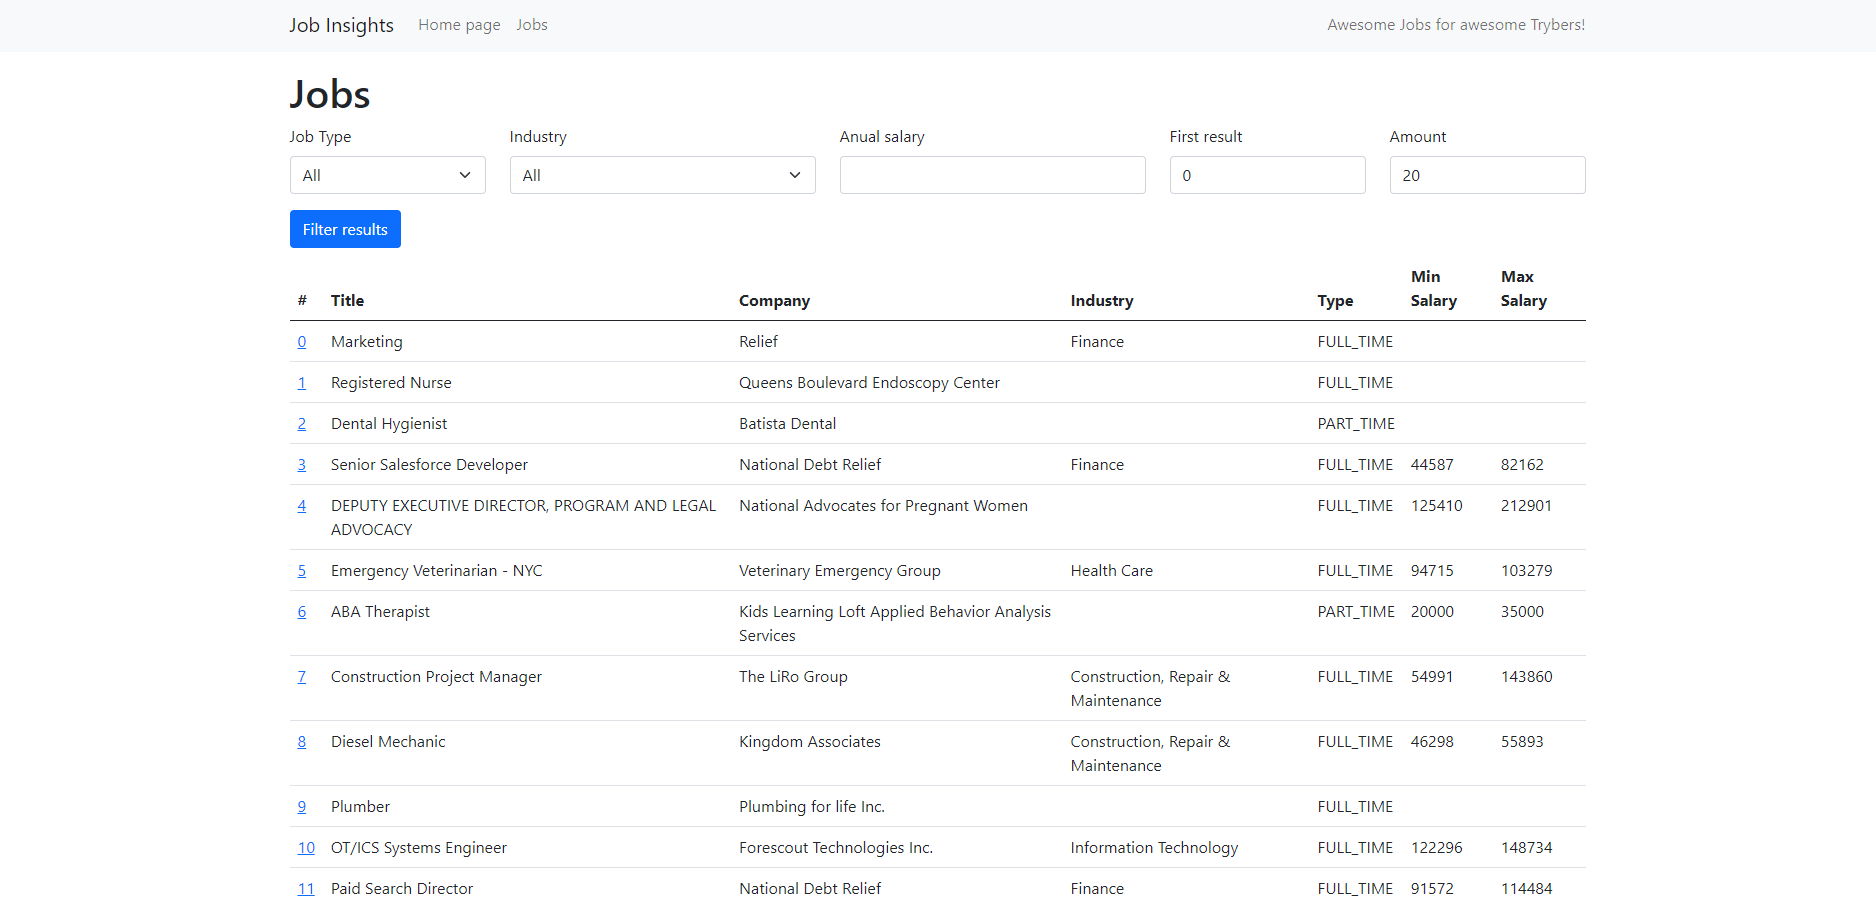 Job Insights Home page Jobs Awesome Jobs for awesome Trybers!
Jobs
Job Type Industry Anual salary First result Amount
All All 0 20
Filter results
# Title Company Industry Type Min Salary Max Salary
0 Marketing Relief Finance FULL_TIME
1 Registered Nurse Queens Boulevard Endoscopy Center FULL_TIME
2 Dental Hygienist Batista Dental PART_TIME
3 Senior Salesforce Developer National Debt Relief Finance FULL_TIME 44587 82162
4 DEPUTY EXECUTIVE DIRECTOR, PROGRAM AND LEGAL National Advocates for Pregnant Women FULL_TIME 125410 212901
ADVOCACY
5 Emergency Veterinarian - NYC Veterinary Emergency Group Health Care FULL_TIME 94715 103279
6 ABA Therapist Kids Learning Loft Applied Behavior Analysis PART_TIME 20000 35000
Services
7 Construction Project Manager The LiRo Group Construction, Repair & FULL_TIME 54991 143860
Maintenance
8 Diesel Mechanic Kingdom Associates Construction, Repair & FULL_TIME 46298 55893
Maintenance
9 Plumber Plumbing for life Inc. FULL_TIME
10 OT/ICS Systems Engineer Forescout Technologies Inc. Information Technology FULL_TIME 122296 148734
11 Paid Search Director National Debt Relief Finance FULL_TIME 91572 114484